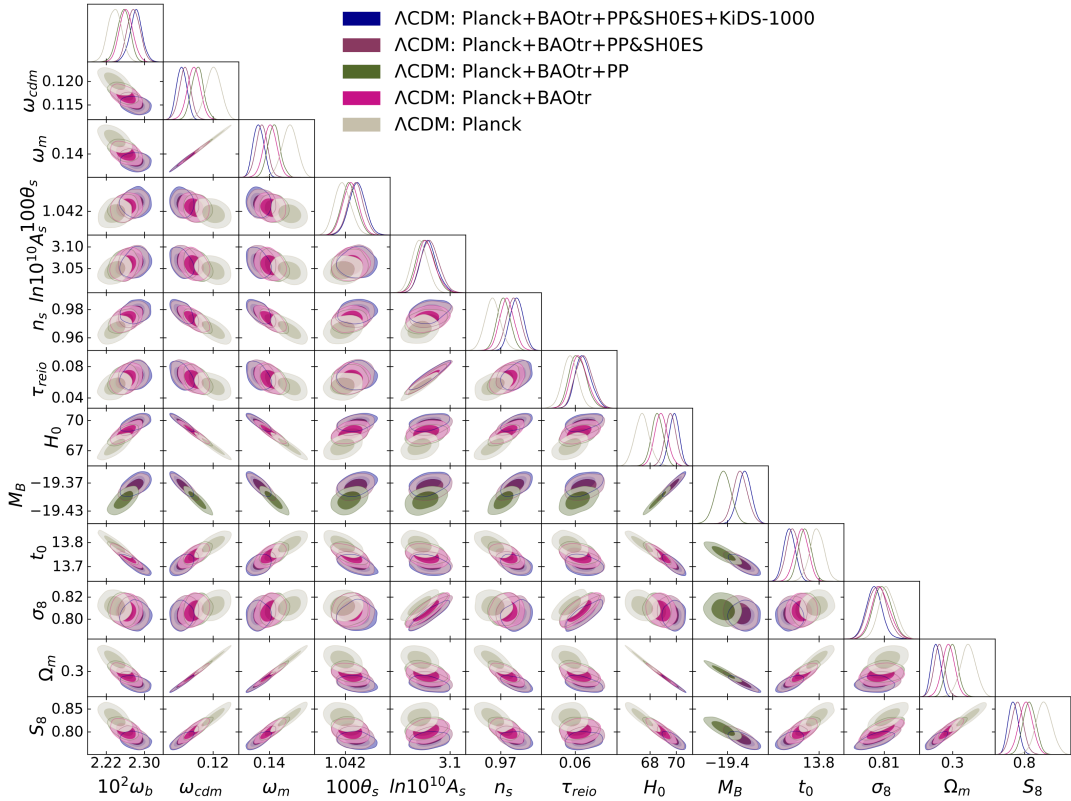 ΛCDM: Planck+BAOtr+PP&SH0ES+KiDS-1000
ΛCDM: Planck+BAOtr+PP&SH0ES
ΛCDM: Planck+BAOtr+PP
ΛCDM: Planck+BAOtr
ΛCDM: Planck
0.120
0.115
ω_cdm
0.14
ω_m
1.042
100θ_s
3.10
3.05
ln10^10 A_s
0.98
0.96
n_s
0.08
0.04
τ_reio
70
67
H_0
−19.37
−19.43
M_B
13.8
13.7
t_0
0.82
0.80
σ_8
0.3
Ω_m
0.85
0.80
S_8
2.22 2.30 0.12 0.14 1.042 3.1 0.97 0.06 68 70 −19.4 13.8 0.81 0.3 0.8
10^2 ω_b ω_cdm ω_m 100θ_s ln10^10 A_s n_s τ_reio H_0 M_B t_0 σ_8 Ω_m S_8